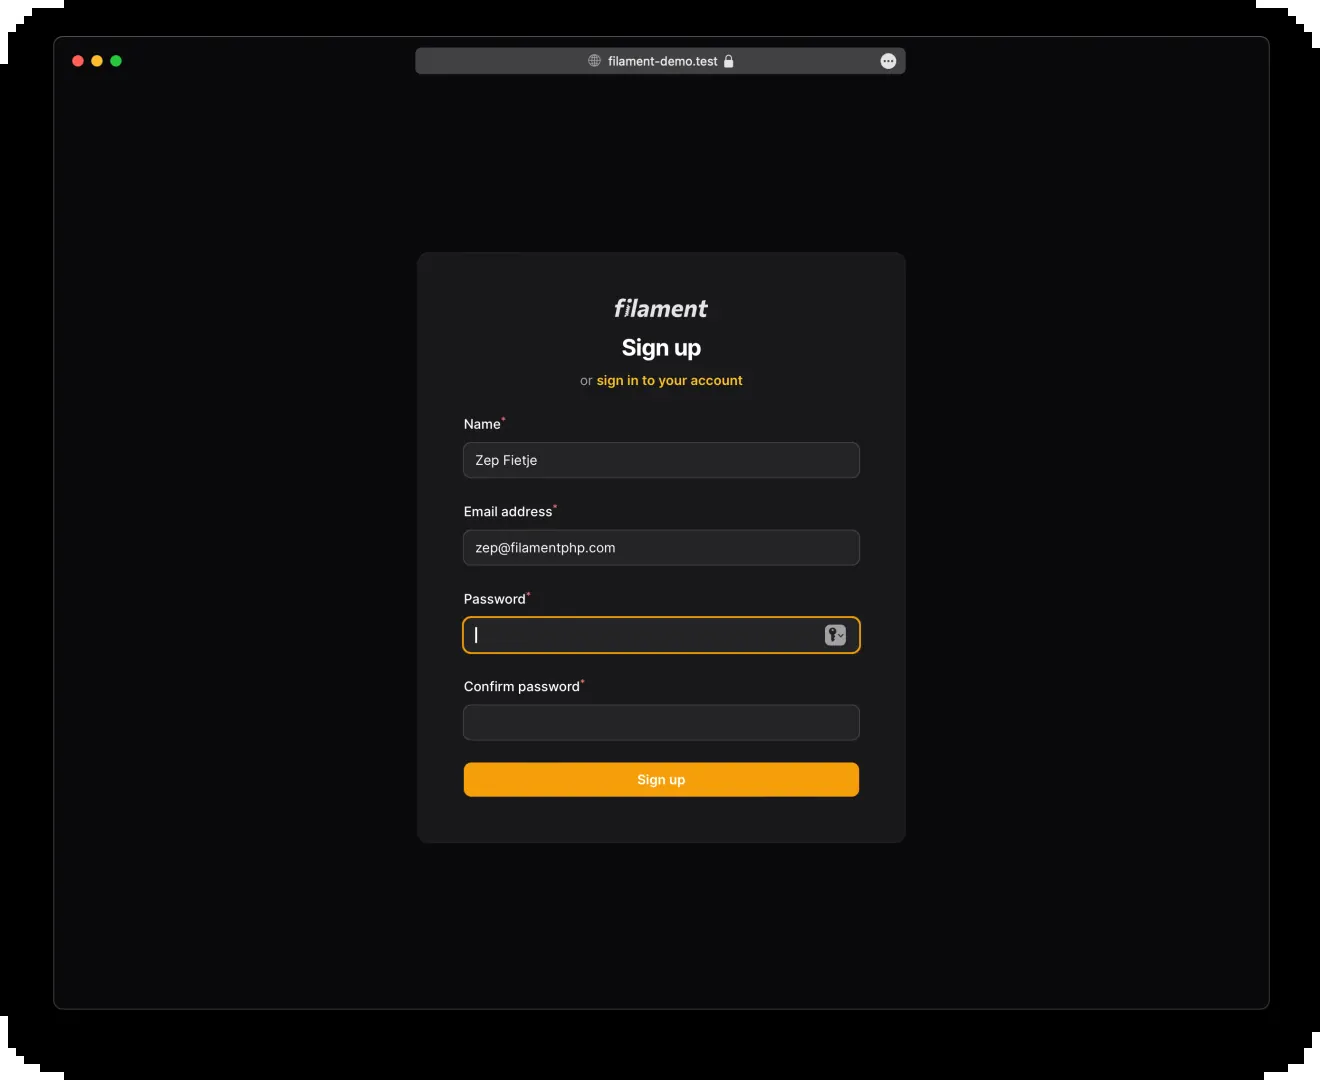 filament-demo.test
filament
Sign up
or sign in to your account
Name*
Zep Fietje
Email address*
zep@filamentphp.com
Password*
Confirm password*
Sign up